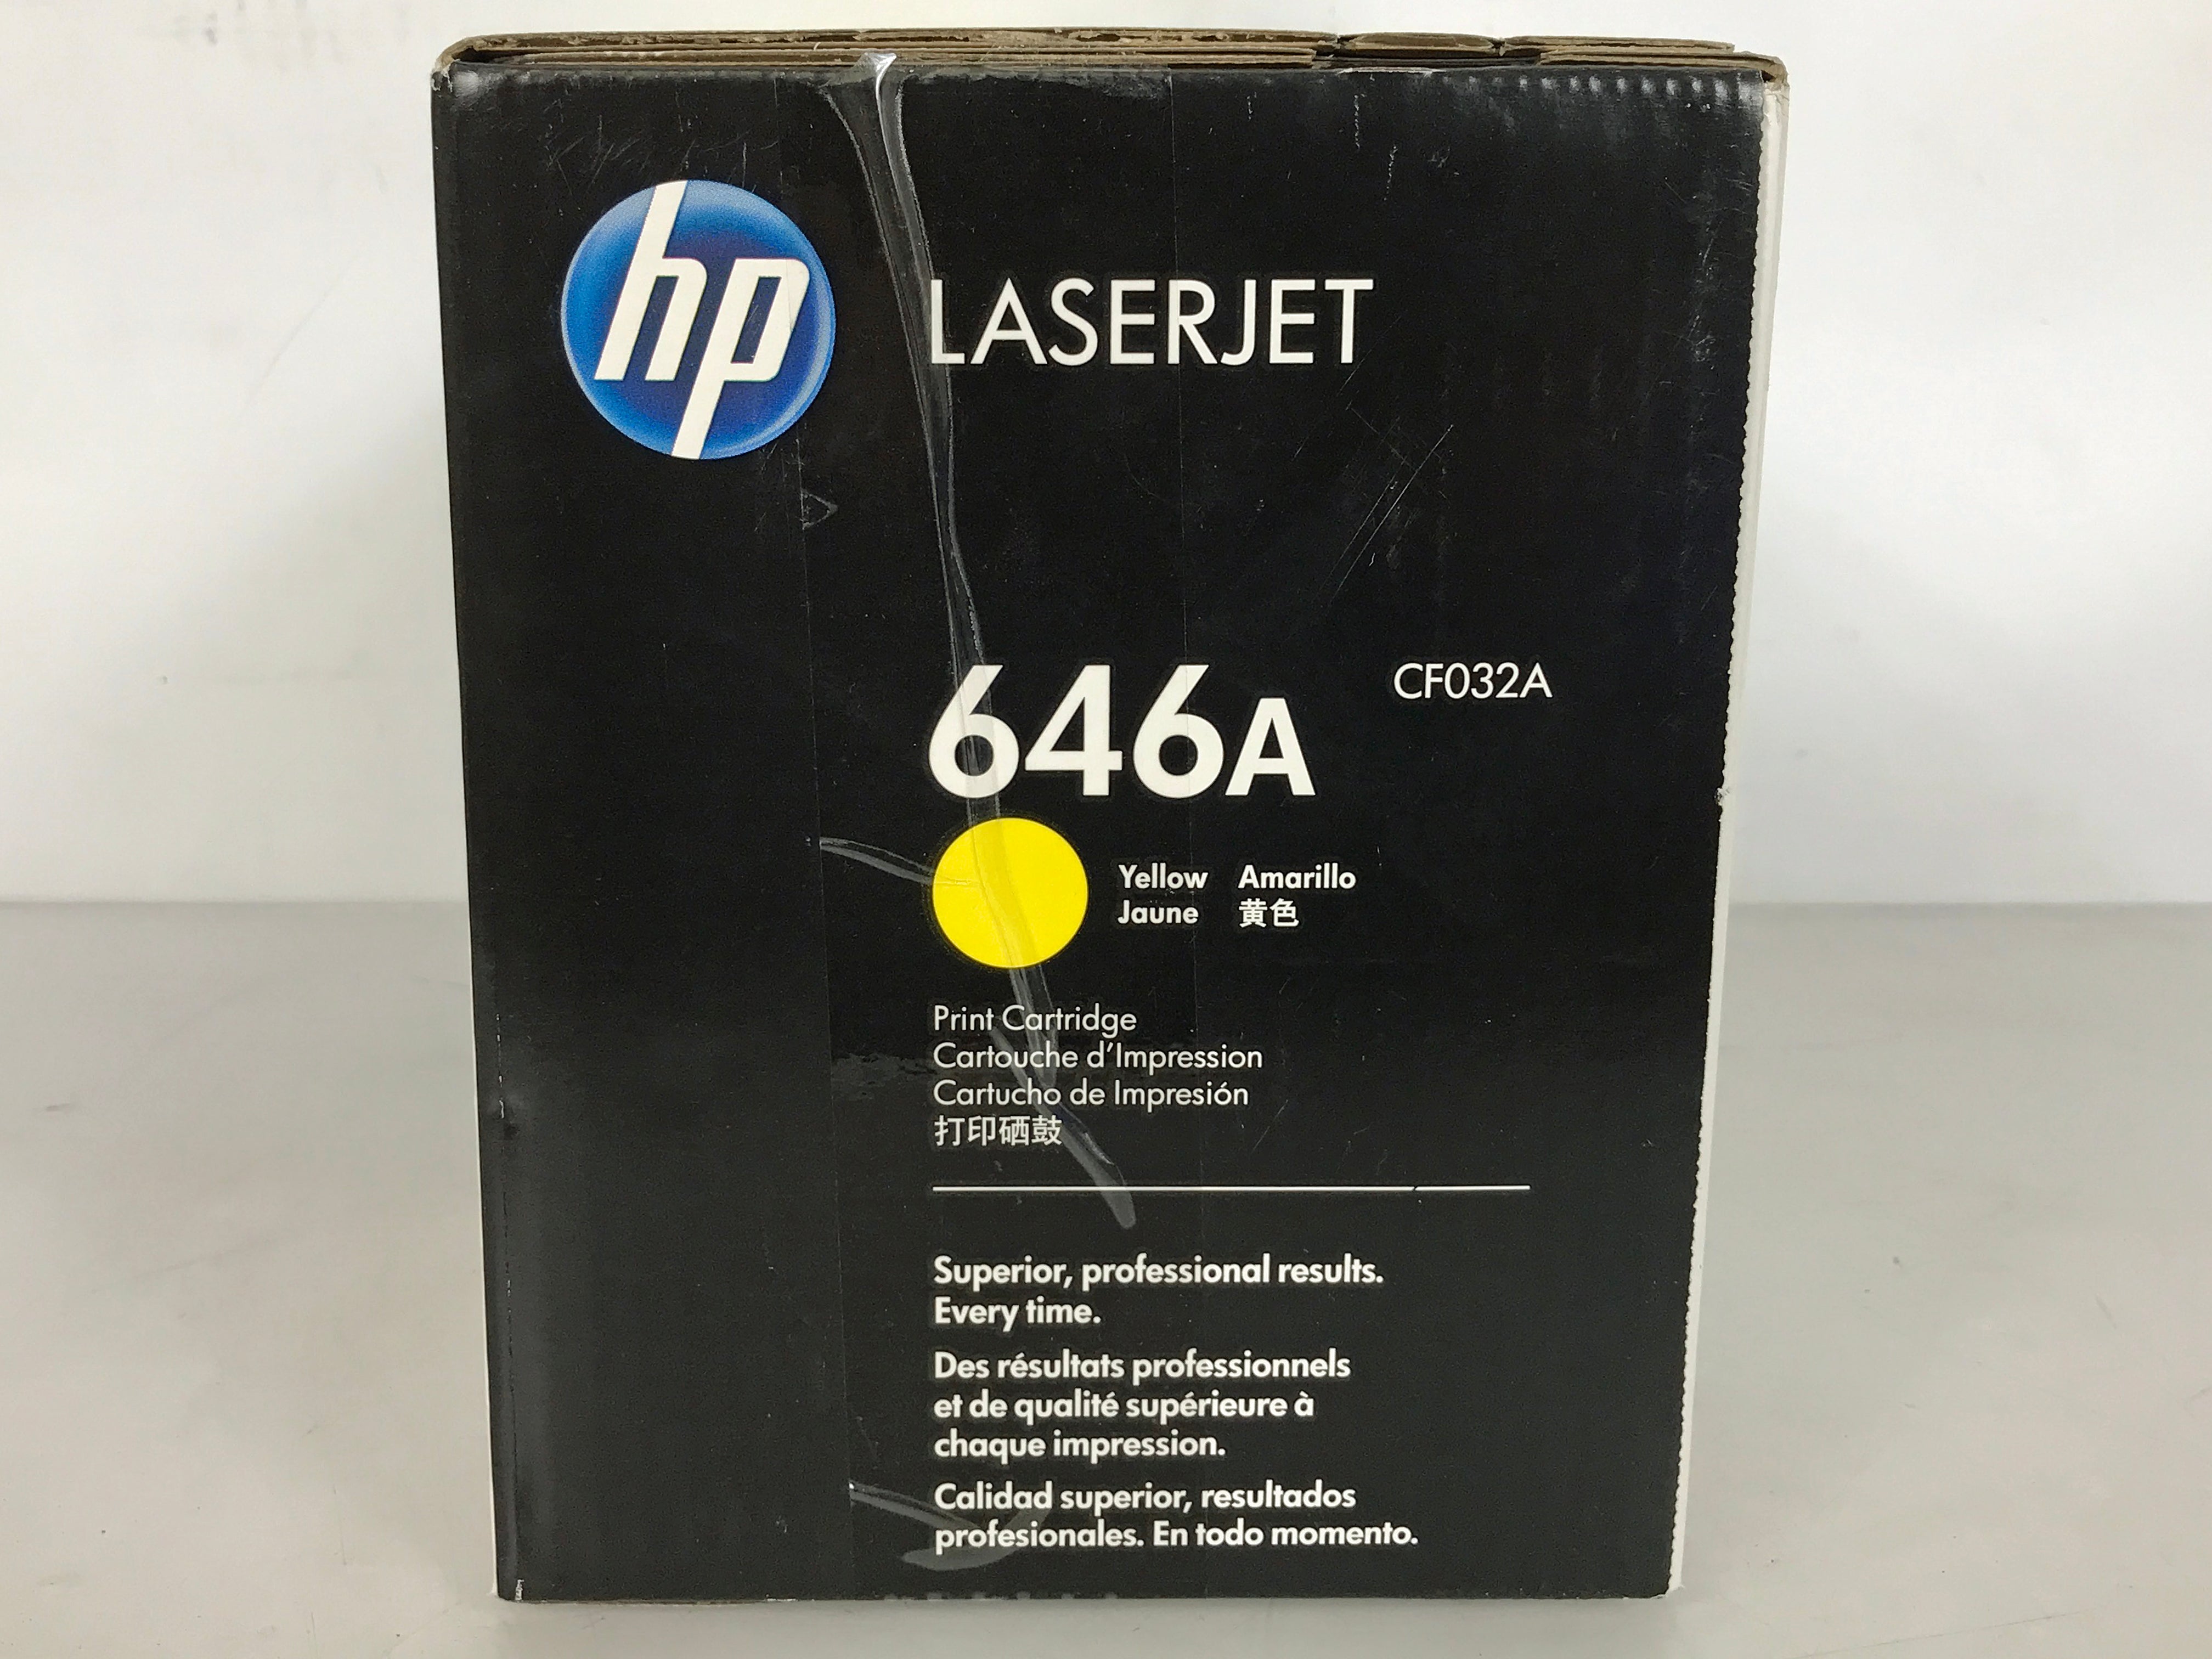 hp
LASERJET
646A
CF032A
Yellow Amarillo
Jaune 黄色
Print Cartridge
Cartouche d'Impression
Cartucho de Impresión
打印硒鼓
Superior, professional results.
Every time.
Des résultats professionnels
et de qualité supérieure à
chaque impression.
Calidad superior, resultados
profesionales. En todo momento.